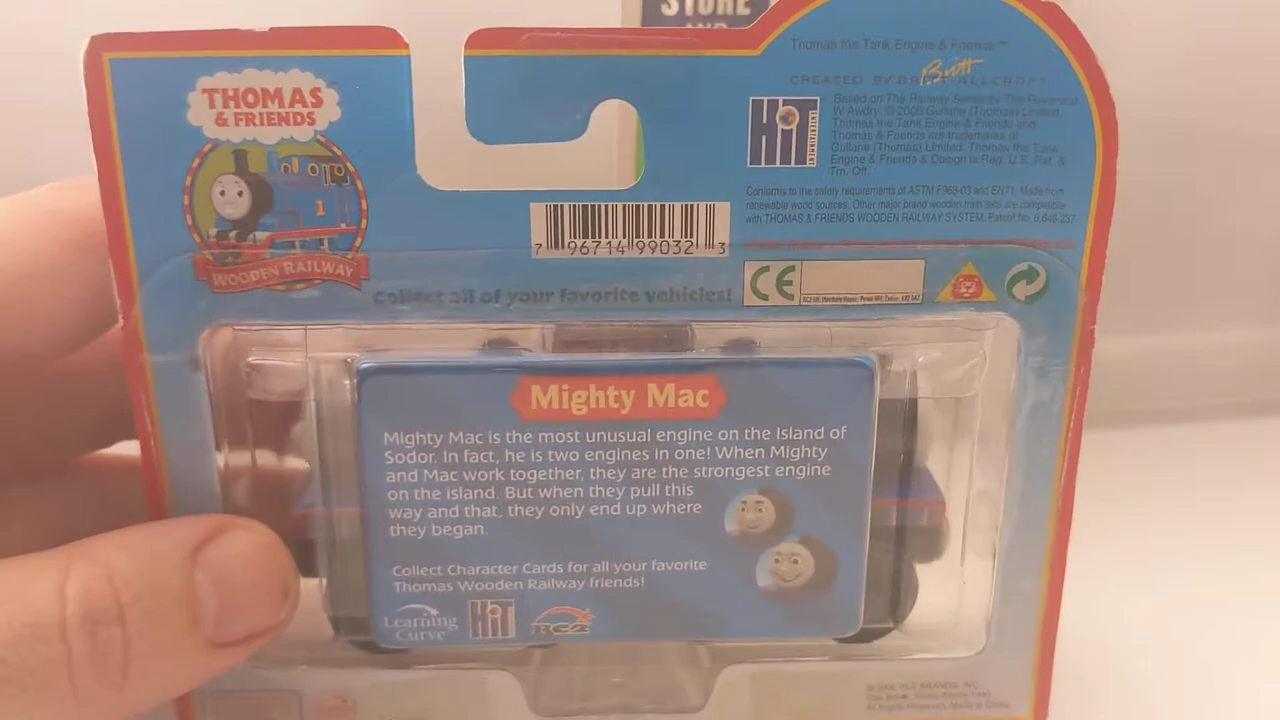 STORE
AND
Thomas the Tank Engine & Friends™
CREATED BY BRITT ALLCROFT
Britt
THOMAS
& FRIENDS
1
WOODEN RAILWAY
HiT
ENTERTAINMENT
Based on The Railway Series by The Reverend
W Awdry. © 2006 Gullane (Thomas) Limited.
Thomas the Tank Engine & Friends and
Thomas & Friends are trademarks of
Gullane (Thomas) Limited. Thomas the Tank
Engine & Friends & Design is Reg. U.S. Pat. &
Tm. Off.
Conforms to the safety requirements of ASTM F963-03 and EN71. Made from
renewable wood sources. Other major brand wooden train sets are compatible
with THOMAS & FRIENDS WOODEN RAILWAY SYSTEM. Patent No. 6,648,237.
7 96714 99032 3
Collect all of your favorite vehicles!
CE
Mighty Mac
Mighty Mac is the most unusual engine on the Island of
Sodor. In fact, he is two engines in one! When Mighty
and Mac work together, they are the strongest engine
on the island. But when they pull this
way and that, they only end up where
they began.
Collect Character Cards for all your favorite
Thomas Wooden Railway friends!
Learning
Curve
HiT
RC2